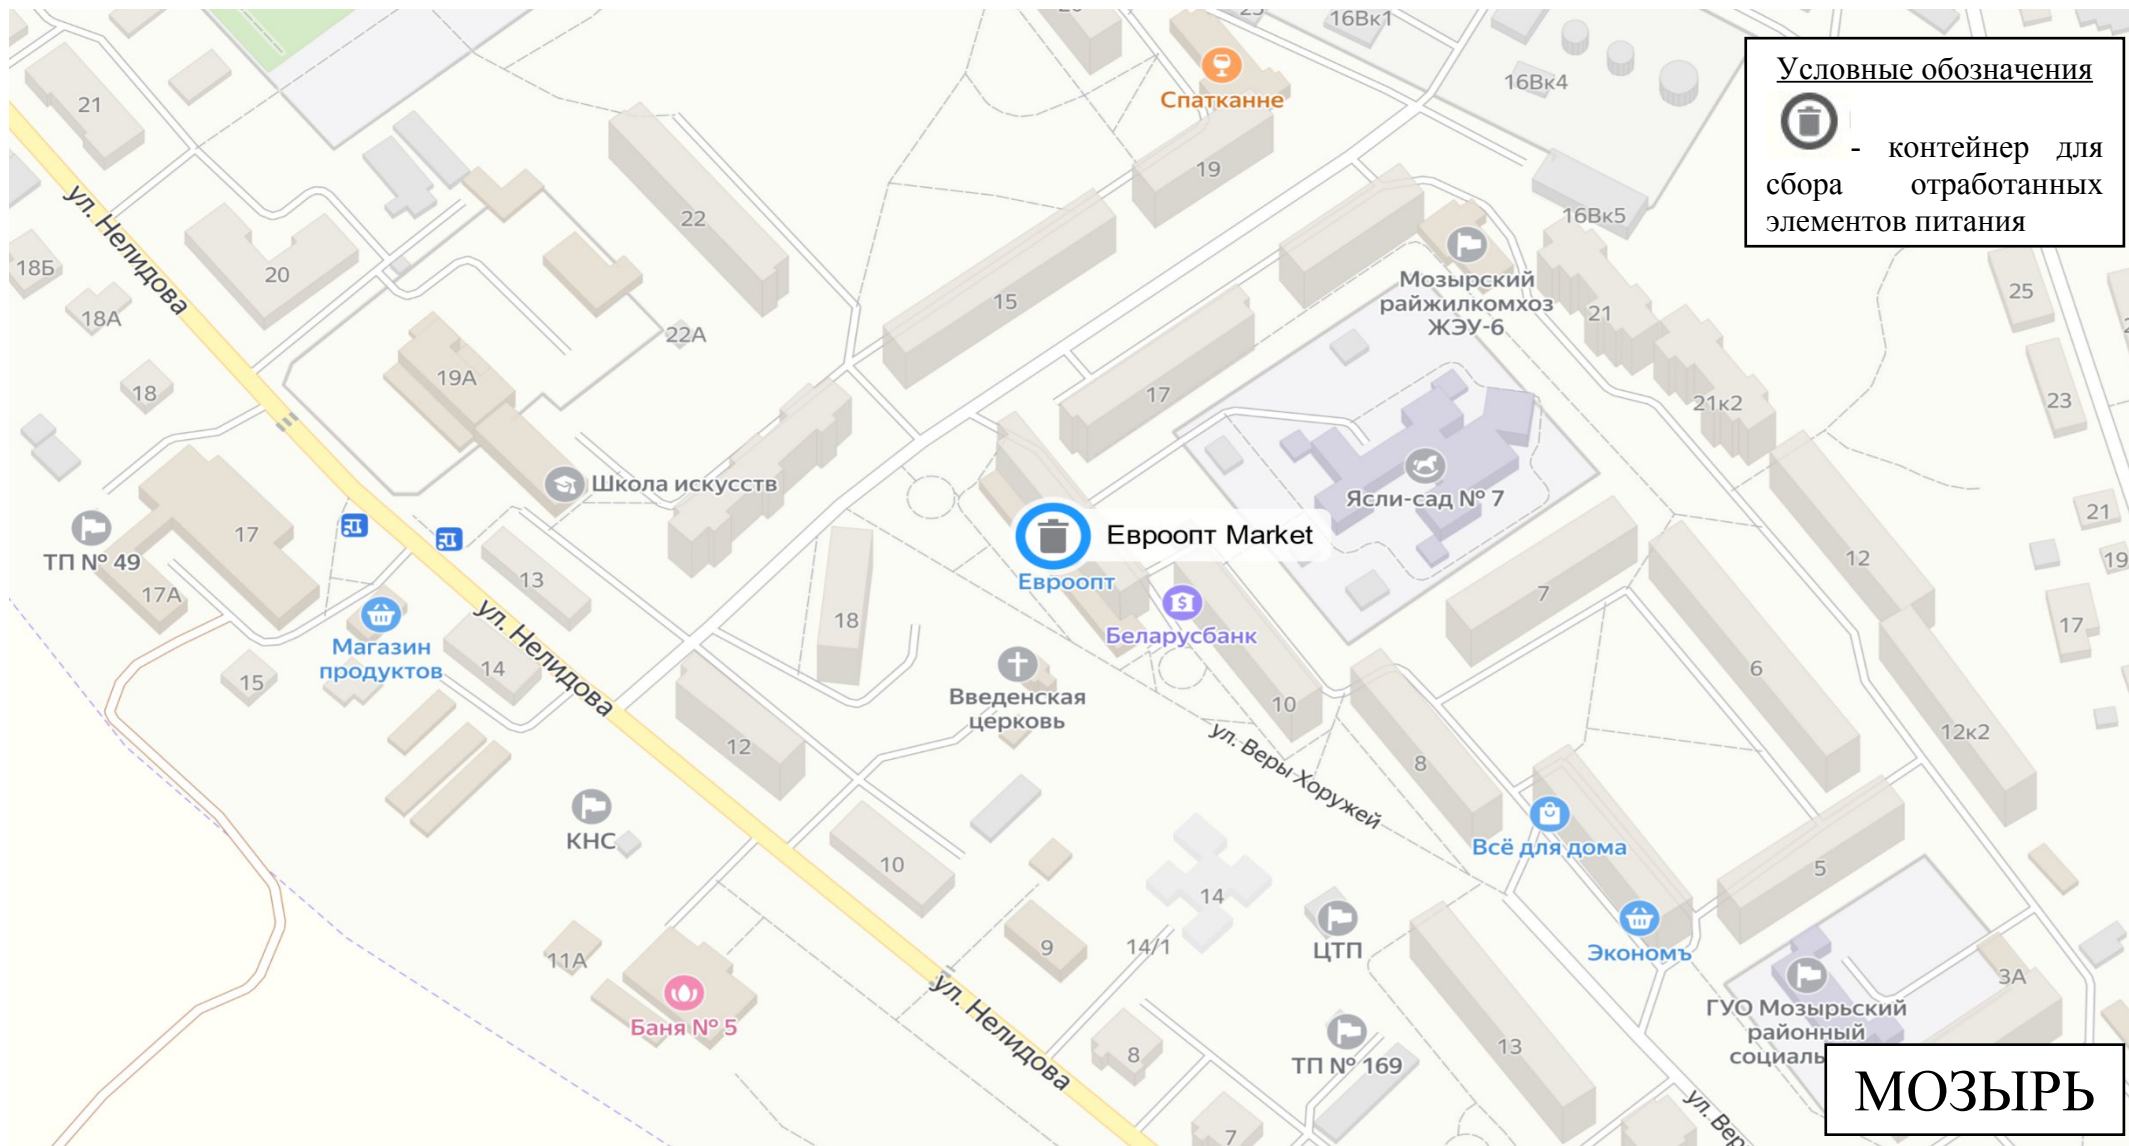 16Вк1
Спатканне
16Вк4
Условные обозначения
- контейнер для
сбора отработанных
элементов питания
21
19
16Вк5
ул. Нелидова
22
18Б
20
18А
15
22А
Мозырский
райжилкомхоз
ЖЭУ-6
21
25
18
19А
17
21к2
23
Школа искусств
Ясли-сад № 7
17
ТП № 49
Евроопт Market
21
12
19
13
Евроопт
17А
7
18
Беларусбанк
17
Магазин
продуктов
14
ул. Нелидова
6
15
Введенская
церковь
10
12
ул. Веры Хоружей
12к2
8
КНС
Всё для дома
10
5
14
9
14/1
ЦТП
Экономъ
11А
3А
Баня № 5
ул. Нелидова
ГУО Мозырьский
районный
социаль
8
ТП № 169
13
МОЗЫРЬ
ул. Вер
7